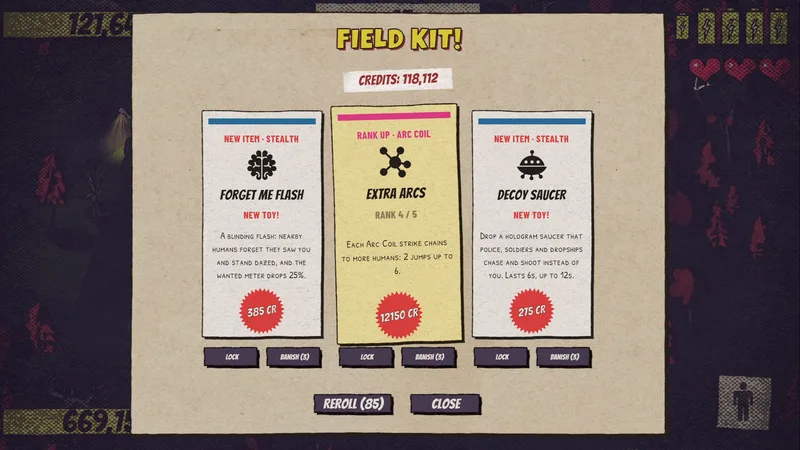 121,6
FIELD KIT!
CREDITS: 118,112
NEW ITEM - STEALTH
FORGET ME FLASH
NEW TOY!
A BLINDING FLASH: NEARBY
HUMANS FORGET THEY SAW YOU
AND STAND DAZED, AND THE
WANTED METER DROPS 25%.
385 CR
LOCK
BANISH (3)
RANK UP - ARC COIL
EXTRA ARCS
RANK 4 / 5
EACH ARC COIL STRIKE CHAINS
TO MORE HUMANS: 2 JUMPS UP TO
6.
12150 CR
LOCK
BANISH (3)
NEW ITEM - STEALTH
DECOY SAUCER
NEW TOY!
DROP A HOLOGRAM SAUCER THAT
POLICE, SOLDIERS AND DROPSHIPS
CHASE AND SHOOT INSTEAD OF
YOU. LASTS 6S, UP TO 12S.
275 CR
LOCK
BANISH (3)
REROLL (85)
CLOSE
669,1